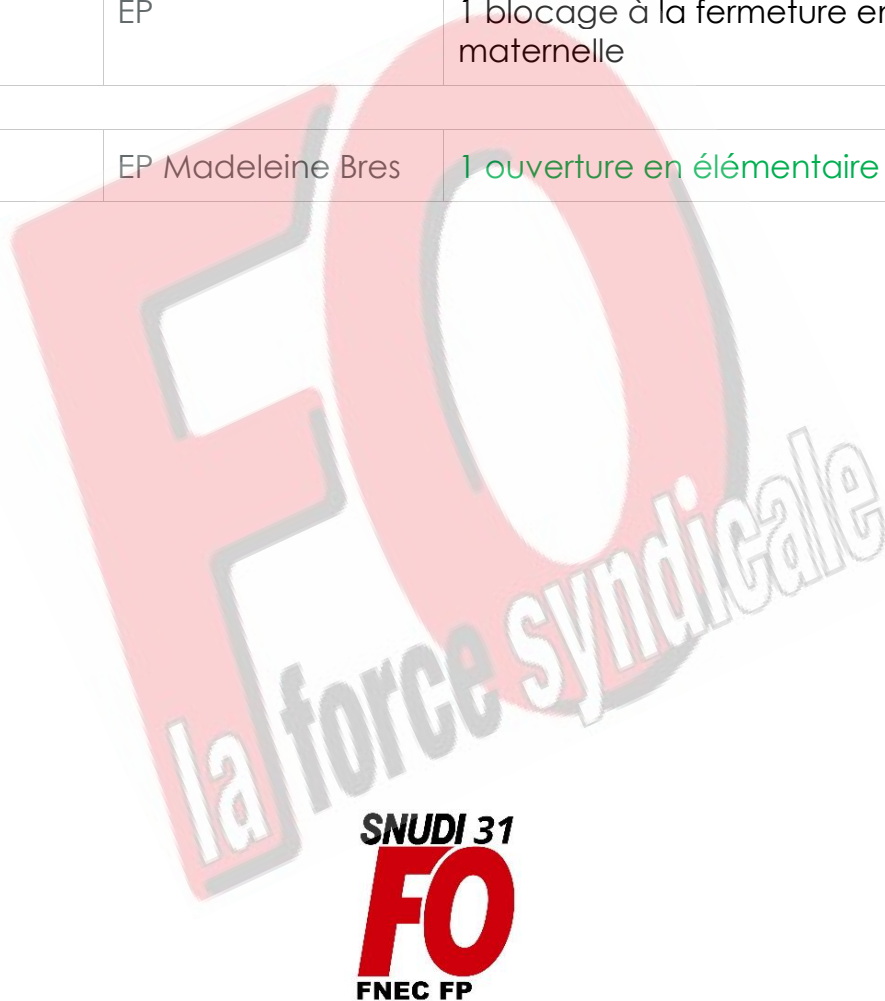 EP
1 blocage à la fermeture en
maternelle
EP Madeleine Bres
1 ouverture en élémentaire
FO
la force syndicale
SNUDI 31
FO
FNEC FP